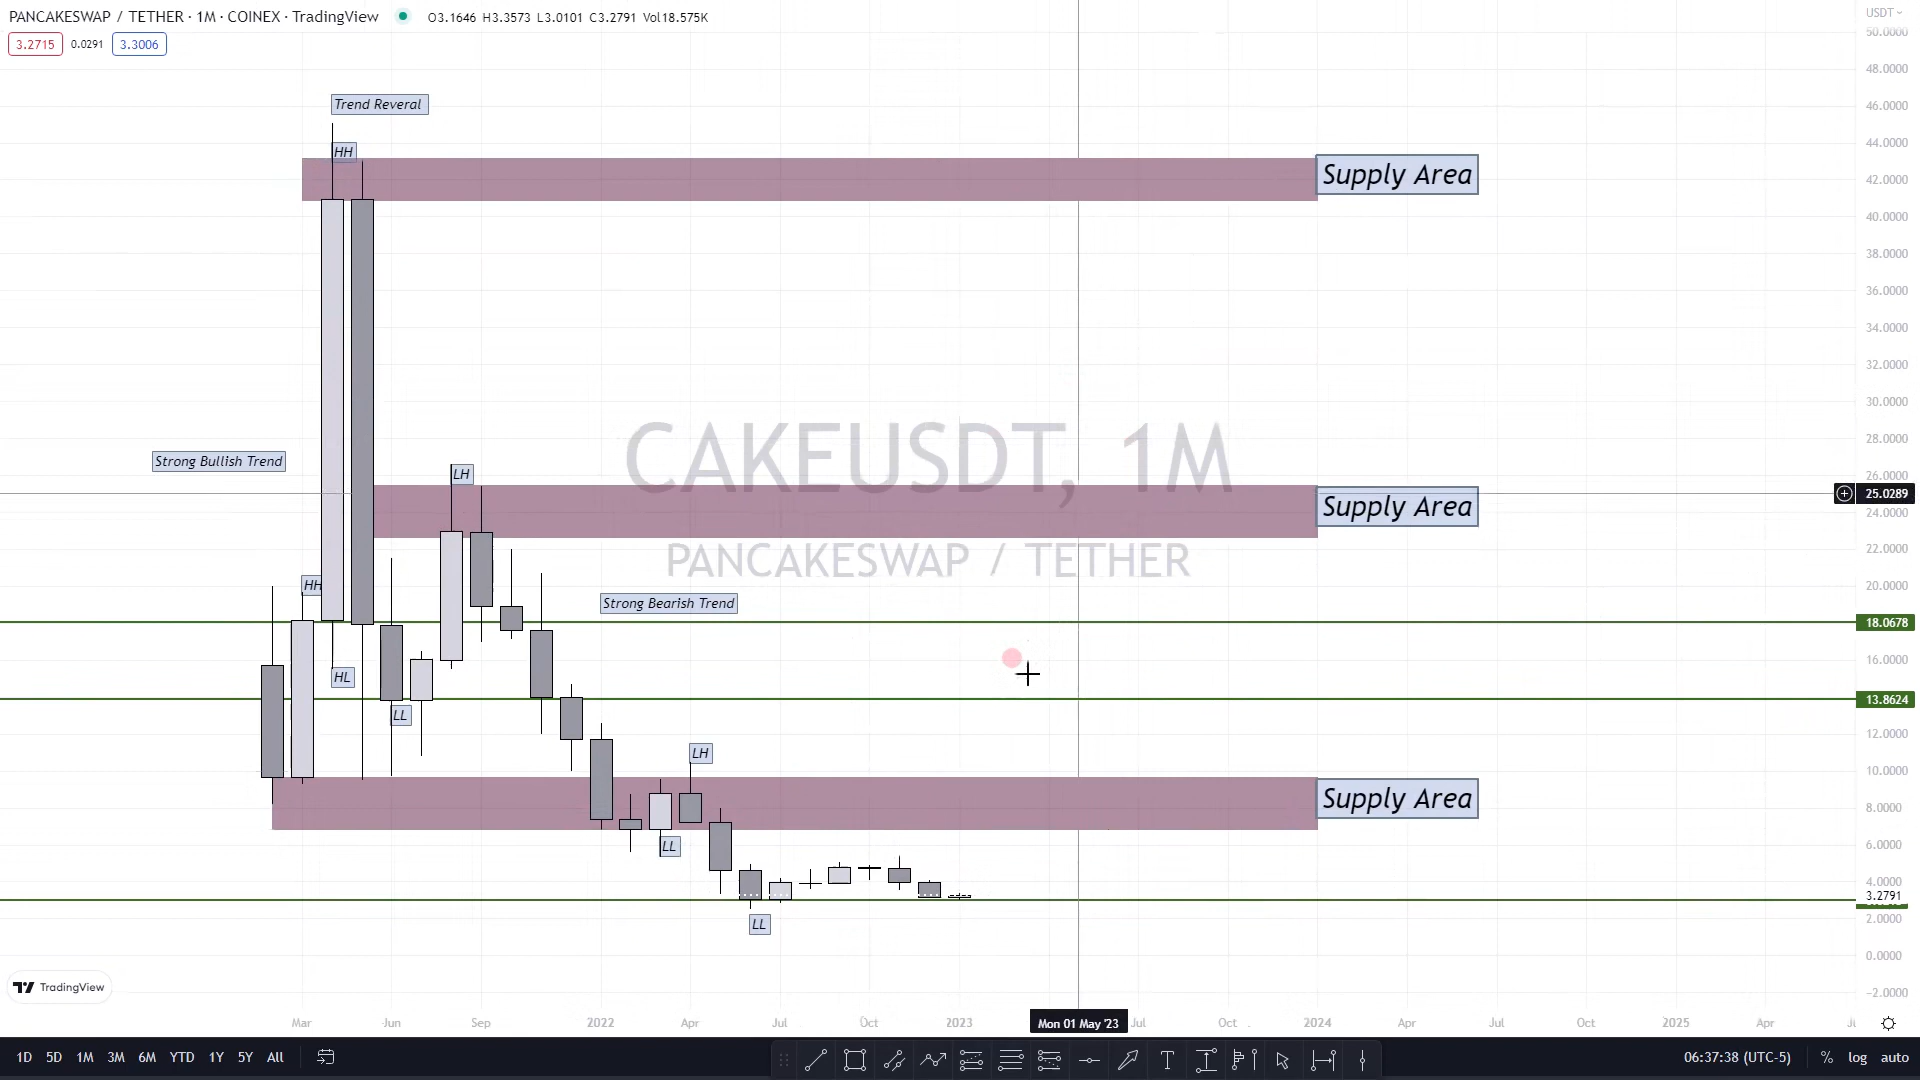 PANCAKESWAP / TETHER · 1M · COINEX · TradingView O3.1646 H3.3573 L3.0101 C3.2791 Vol18.575K
USDT
3.2715 0.0291 3.3006
50.0000
48.0000
46.0000
44.0000
42.0000
40.0000
38.0000
36.0000
34.0000
32.0000
30.0000
28.0000
26.0000
25.0289
24.0000
22.0000
20.0000
18.0678
16.0000
13.8624
12.0000
10.0000
8.0000
6.0000
4.0000
3.2791
2.0000
0.0000
−2.0000
Trend Reveral
HH
Supply Area
CAKEUSDT, 1M
Strong Bullish Trend
LH
Supply Area
PANCAKESWAP / TETHER
HH
Strong Bearish Trend
HL
LL
LH
Supply Area
LL
LL
TradingView
Mar Jun Sep 2022 Apr Jul Oct 2023 Mon 01 May '23 Jul Oct 2024 Apr Jul Oct 2025 Apr
1D 5D 1M 3M 6M YTD 1Y 5Y All
06:37:38 (UTC-5) % log auto